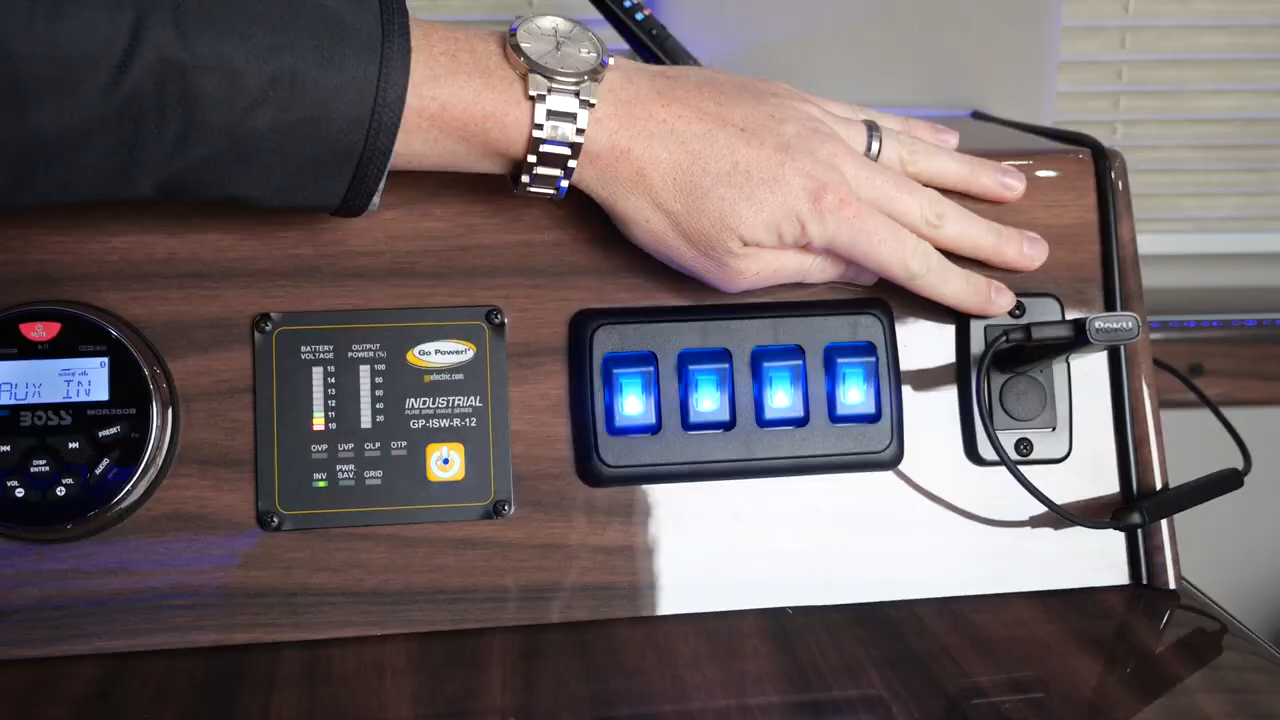 MUTE
AUX IN
BOSS
MGR350B
PRESET
DISP
ENTER
AUDIO
VOL
VOL
BATTERY
VOLTAGE
15
14
13
12
11
10
OUTPUT
POWER (%)
100
80
60
40
20
Go Power!
gpelectric.com
INDUSTRIAL
PURE SINE WAVE SERIES
GP-ISW-R-12
OVP UVP OLP OTP
INV PWR. SAV. GRID
ROKU